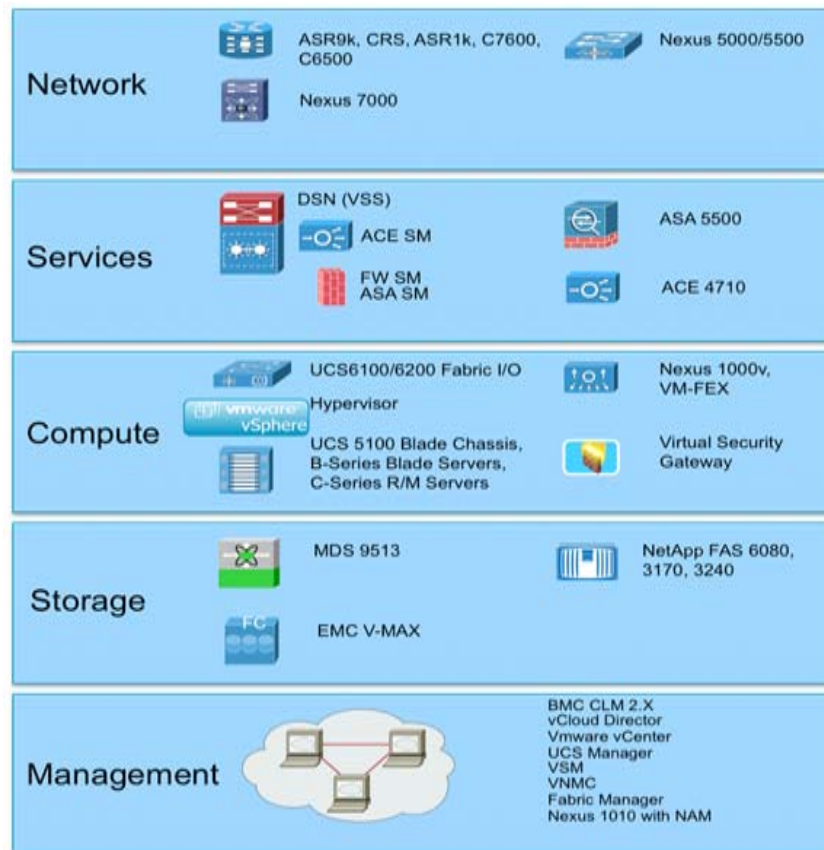 Network
ASR9k, CRS, ASR1k, C7600,
C6500
Nexus 5000/5500
Nexus 7000
Services
DSN (VSS)
ACE SM
FW SM
ASA SM
ASA 5500
ACE 4710
Compute
UCS6100/6200 Fabric I/O
Nexus 1000v,
VM-FEX
vmware
vSphere
Hypervisor
UCS 5100 Blade Chassis,
B-Series Blade Servers,
C-Series R/M Servers
Virtual Security
Gateway
Storage
MDS 9513
NetApp FAS 6080,
3170, 3240
FC
EMC V-MAX
Management
BMC CLM 2.X
vCloud Director
Vmware vCenter
UCS Manager
VSM
VNMC
Fabric Manager
Nexus 1010 with NAM